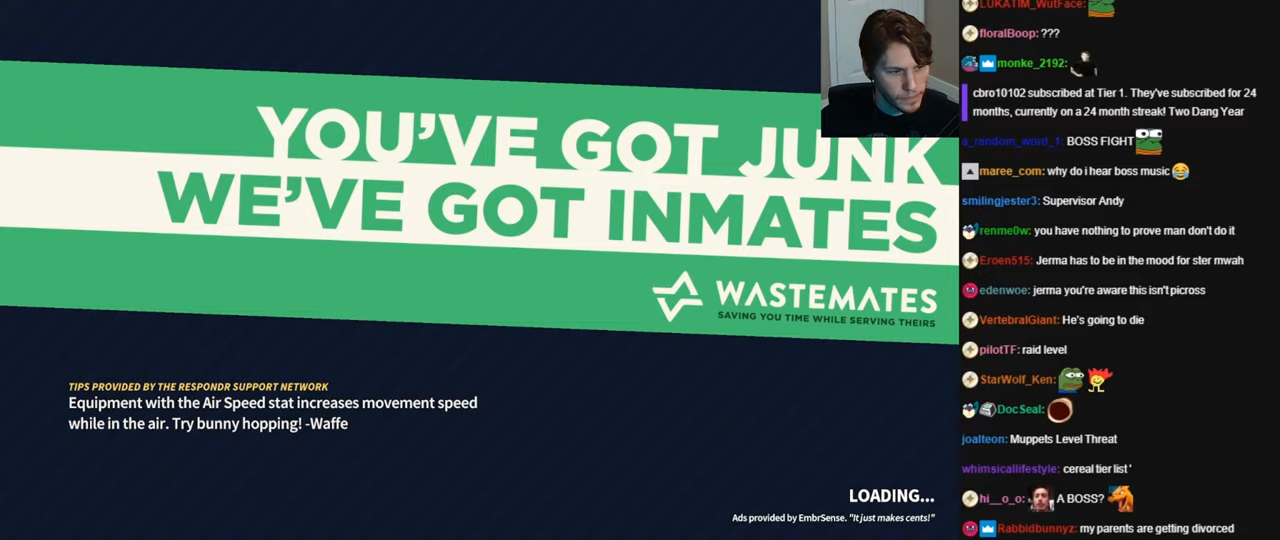 YOU'VE GOT JUNK
WE'VE GOT INMATES
WASTEMATES
SAVING YOU TIME WHILE SERVING THEIRS
TIPS PROVIDED BY THE RESPONDR SUPPORT NETWORK
Equipment with the Air Speed stat increases movement speed
while in the air. Try bunny hopping! -Waffe
LOADING...
Ads provided by EmbrSense. "It just makes cents!"
LUKATIM_WutFace:
floralBoop: ???
monke_2192:
cbro10102 subscribed at Tier 1. They've subscribed for 24
months, currently on a 24 month streak! Two Dang Year
a_random_word_1: BOSS FIGHT
maree_com: why do i hear boss music
smilingjester3: Supervisor Andy
renme0w: you have nothing to prove man don't do it
Eroen515: Jerma has to be in the mood for ster mwah
edenwoe: jerma you're aware this isn't picross
VertebralGiant: He's going to die
pilotTF: raid level
StarWolf_Ken:
DocSeal:
joalteon: Muppets Level Threat
whimsicallifestyle: cereal tier list '
hi__o_o: A BOSS?
Rabbidbunnyz: my parents are getting divorced